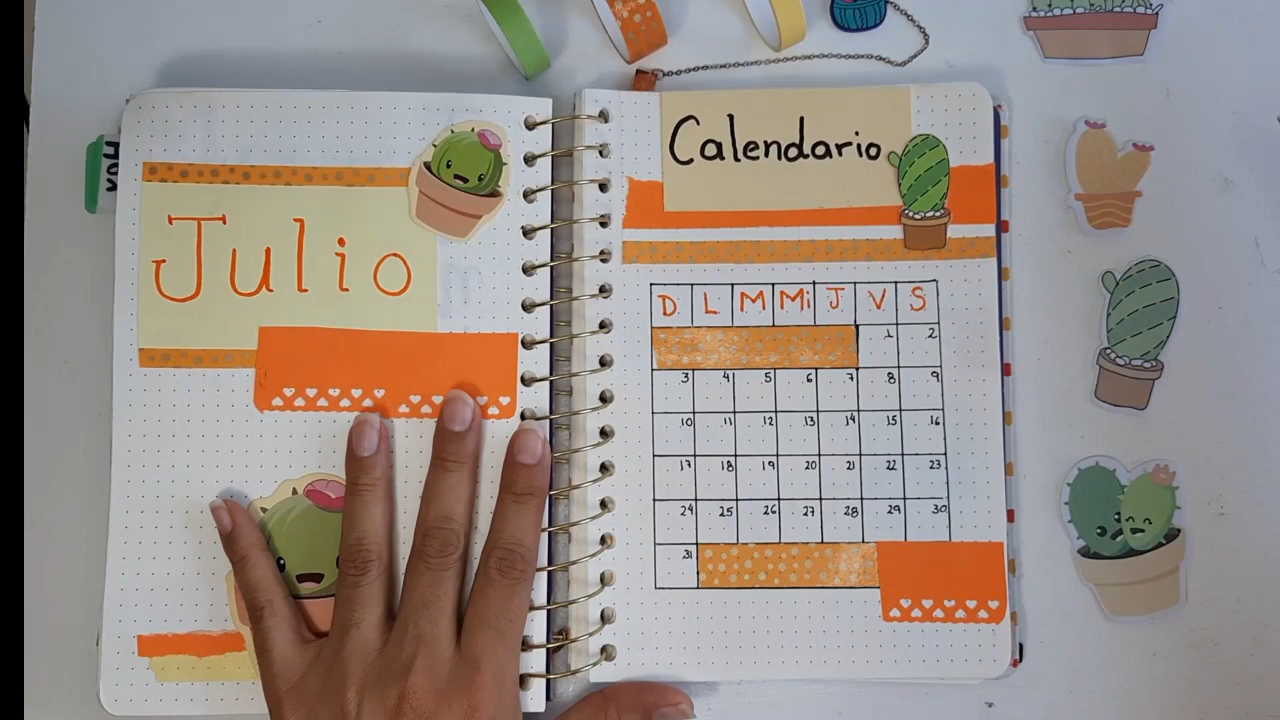 Julio
Calendario
D L M Mi J V S
1 2
3 4 5 6 7 8 9
10 11 12 13 14 15 16
17 18 19 20 21 22 23
24 25 26 27 28 29 30
31